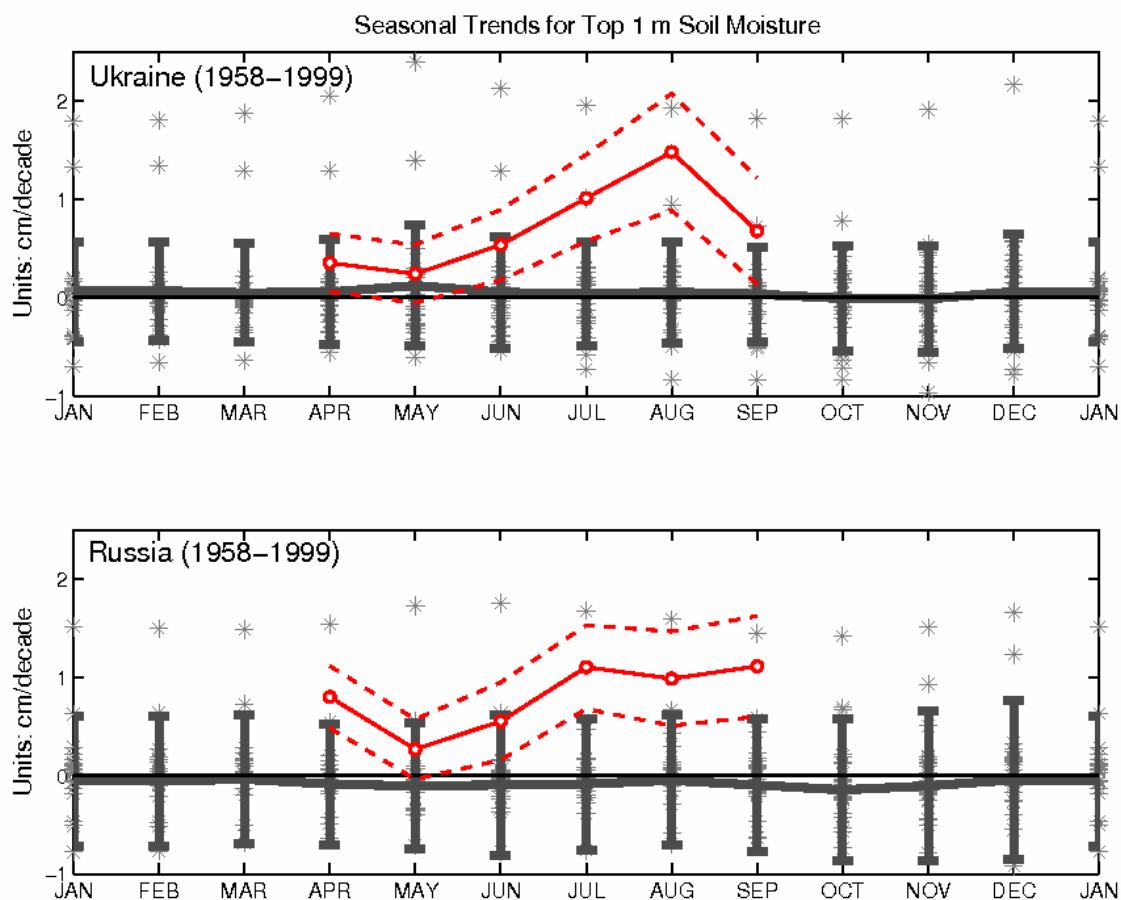 Seasonal Trends for Top 1 m Soil Moisture
Ukraine (1958−1999)
Units: cm/decade
2
1
0
−1
JAN FEB MAR APR MAY JUN JUL AUG SEP OCT NOV DEC JAN
Russia (1958−1999)
Units: cm/decade
2
1
0
−1
JAN FEB MAR APR MAY JUN JUL AUG SEP OCT NOV DEC JAN